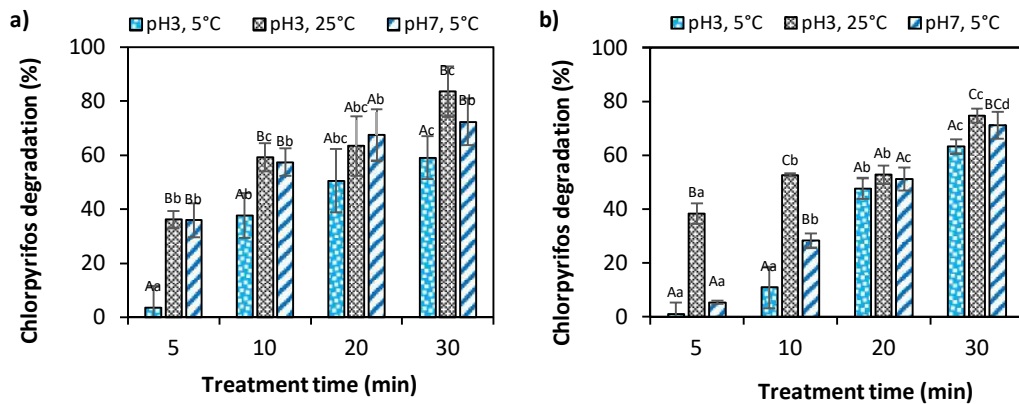 a)
pH3, 5°C pH3, 25°C pH7, 5°C
Chlorpyrifos degradation (%)
100
80
60
40
20
0
Aa Bb Bb
Ab Bc Bb
Abc Abc Ab
Ac Bc Bb
5 10 20 30
Treatment time (min)
b)
pH3, 5°C pH3, 25°C pH7, 5°C
Chlorpyrifos degradation (%)
100
80
60
40
20
0
Aa Ba Aa
Aa Cb Bb
Ab Ab Ac
Ac Cc BCd
5 10 20 30
Treatment time (min)